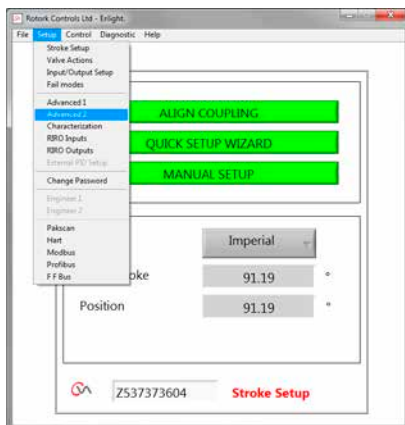 Rotork Controls Ltd - Enlight.
File Setup Control Diagnostic Help
Stroke Setup
Valve Actions
Input/Output Setup
Fail modes
Advanced 1
Advanced 2
Characterization
RIRO Inputs
RIRO Outputs
External PID Setup
Change Password
Engineer 1
Engineer 2
Pakscan
Hart
Modbus
Profibus
F F Bus
ALIGN COUPLING
QUICK SETUP WIZARD
MANUAL SETUP
Imperial
oke 91.19 °
Position 91.19 °
Z537373604 Stroke Setup